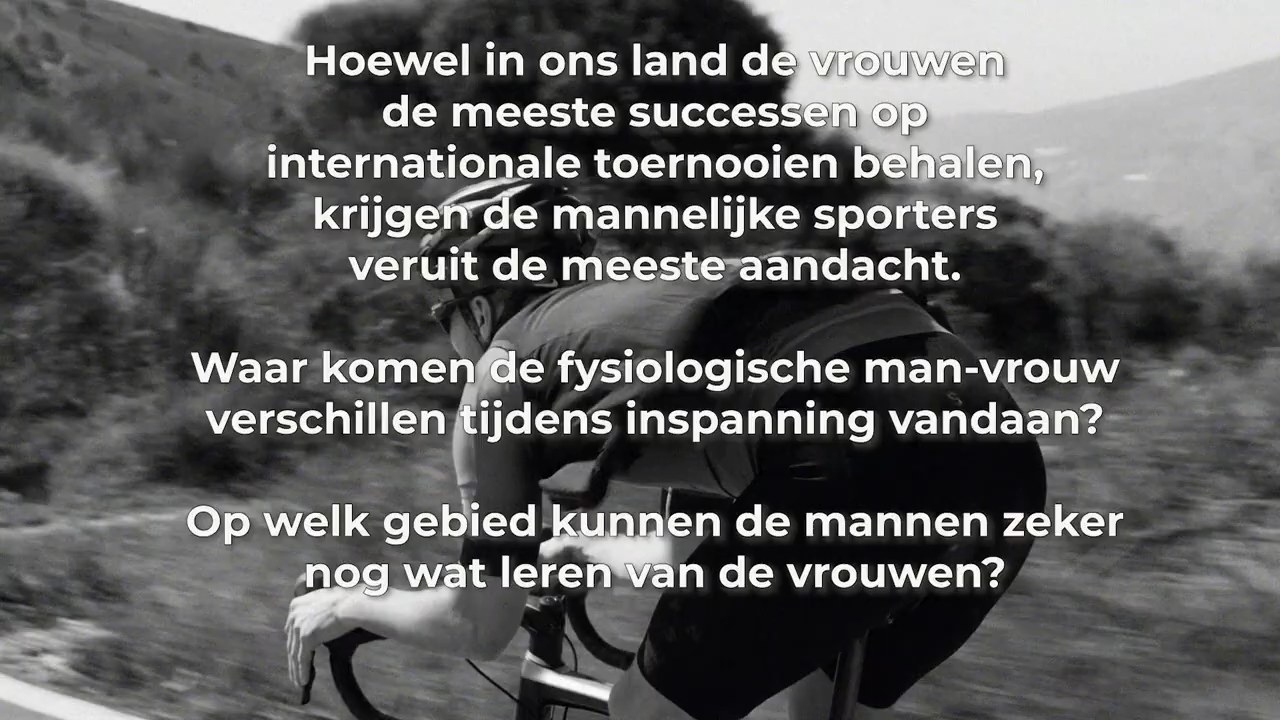 Hoewel in ons land de vrouwen
de meeste successen op
internationale toernooien behalen,
krijgen de mannelijke sporters
veruit de meeste aandacht.
Waar komen de fysiologische man-vrouw
verschillen tijdens inspanning vandaan?
Op welk gebied kunnen de mannen zeker
nog wat leren van de vrouwen?